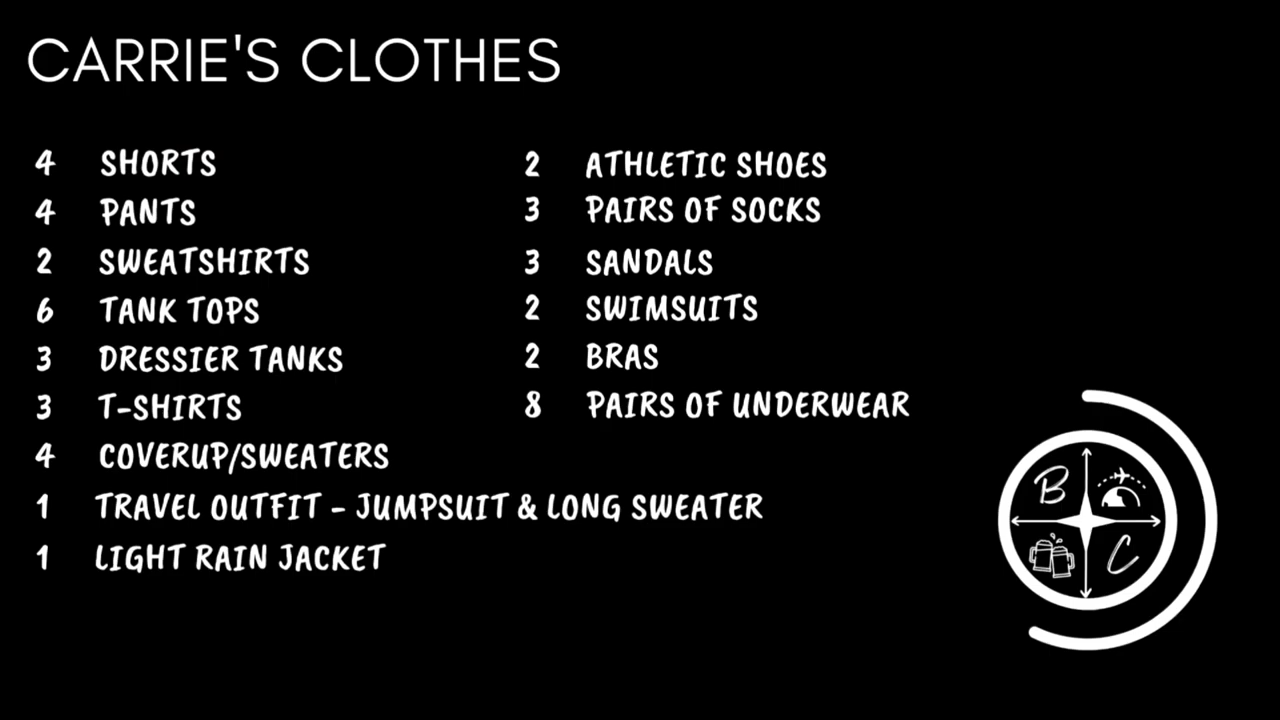 CARRIE'S CLOTHES
4 SHORTS
4 PANTS
2 SWEATSHIRTS
6 TANK TOPS
3 DRESSIER TANKS
3 T-SHIRTS
4 COVERUP/SWEATERS
1 TRAVEL OUTFIT - JUMPSUIT & LONG SWEATER
1 LIGHT RAIN JACKET
2 ATHLETIC SHOES
3 PAIRS OF SOCKS
3 SANDALS
2 SWIMSUITS
2 BRAS
8 PAIRS OF UNDERWEAR
B
C